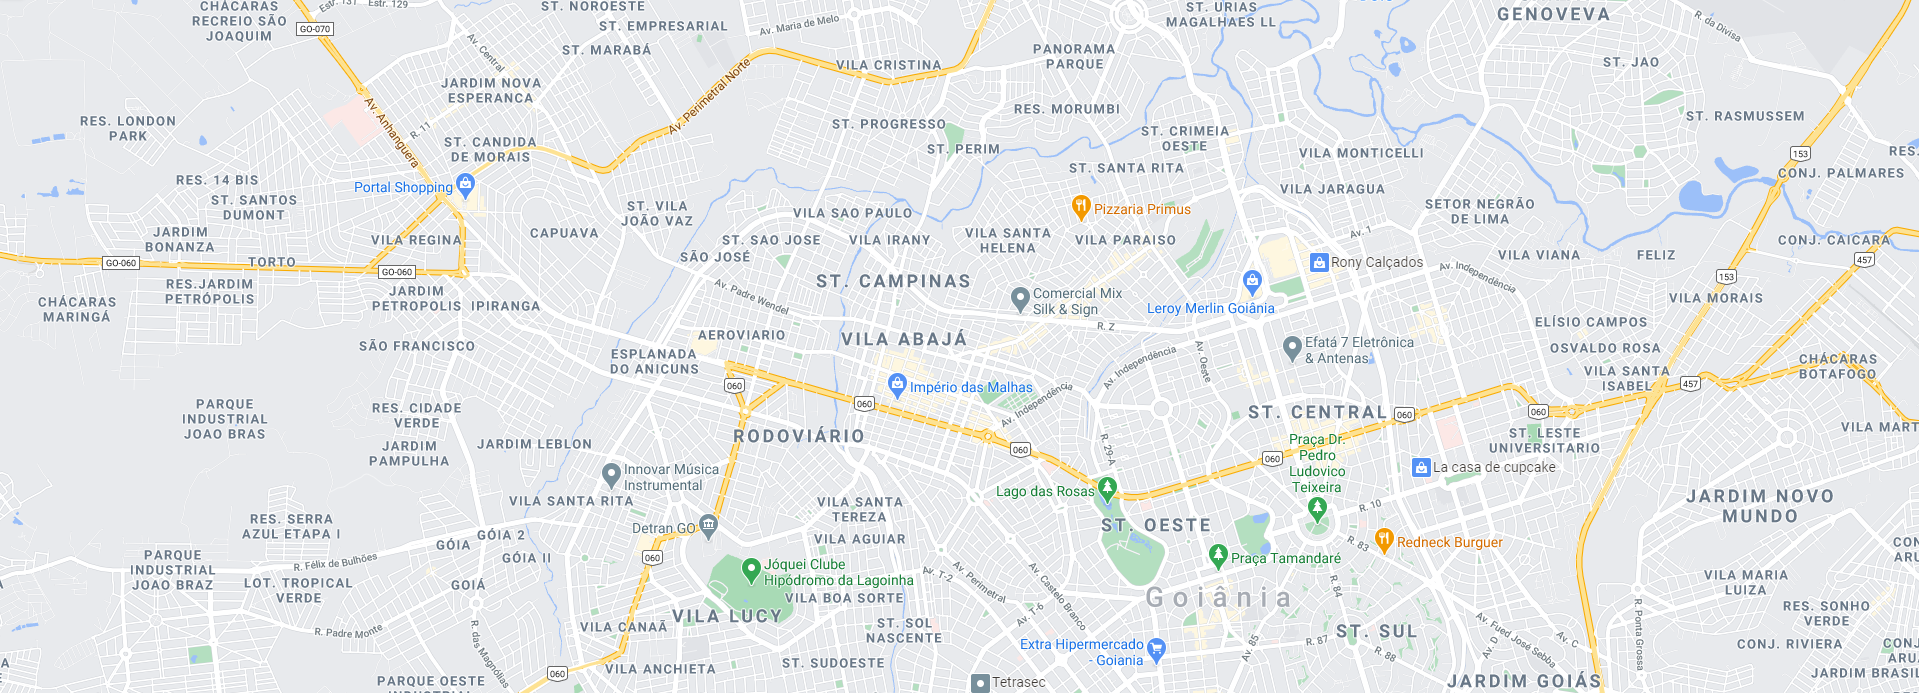 CHÁCARAS
RECREIO SÃO
JOAQUIM
Estr. 131
Estr. 129
ST. NOROESTE
ST. EMPRESARIAL
ST. MARABÁ
Av. Maria de Melo
ST. URIAS
MAGALHAES LL
GENOVEVA
R. da Divisa
GO-070
Av. Central
PANORAMA
PARQUE
VILA CRISTINA
ST. JAO
JARDIM NOVA
ESPERANCA
Av. Perimetral Norte
RES. MORUMBI
ST. RASMUSSEM
RES. LONDON
PARK
Av. Anhanguera
R. 11
ST. PROGRESSO
ST. CRIMEIA
OESTE
ST. CANDIDA
DE MORAIS
ST. PERIM
VILA MONTICELLI
153
RES.
ST. SANTA RITA
CONJ. PALMARES
RES. 14 BIS
Portal Shopping
VILA JARAGUA
ST. SANTOS
DUMONT
ST. VILA
JOÃO VAZ
VILA SAO PAULO
Pizzaria Primus
SETOR NEGRÃO
DE LIMA
JARDIM
BONANZA
VILA REGINA
CAPUAVA
ST. SAO JOSE
VILA IRANY
VILA SANTA
HELENA
VILA PARAISO
Av. 1
CONJ. CAICARA
GO-060
TORTO
GO-060
SÃO JOSÉ
Rony Calçados
VILA VIANA
FELIZ
457
Av. Independência
153
RES.JARDIM
PETRÓPOLIS
JARDIM
PETROPOLIS
IPIRANGA
Av. Padre Wendel
ST. CAMPINAS
Comercial Mix
Silk & Sign
Leroy Merlin Goiânia
VILA MORAIS
CHÁCARAS
MARINGÁ
R. Z
ELÍSIO CAMPOS
SÃO FRANCISCO
AEROVIARIO
VILA ABAJÁ
Av. Oeste
Efatá 7 Eletrônica
& Antenas
OSVALDO ROSA
ESPLANADA
DO ANICUNS
Av. Independência
CHÁCARAS
BOTAFOGO
VILA SANTA
ISABEL
060
Império das Malhas
457
PARQUE
INDUSTRIAL
JOAO BRAS
RES. CIDADE
VERDE
060
Av. Independência
ST. CENTRAL
060
060
VILA MART
JARDIM
PAMPULHA
JARDIM LEBLON
RODOVIÁRIO
060
R. 29-A
Praça Dr.
Pedro
Ludovico
Teixeira
060
ST. LESTE
UNIVERSITARIO
Innovar Música
Instrumental
La casa de cupcake
VILA SANTA RITA
VILA SANTA
TEREZA
Lago das Rosas
R. 10
JARDIM NOVO
MUNDO
RES. SERRA
AZUL ETAPA I
Detran GO
ST. OESTE
GÓIA
GÓIA 2
VILA AGUIAR
R. 83
Redneck Burguer
CON
ARU
PARQUE
INDUSTRIAL
JOAO BRAZ
R. Félix de Bulhões
GÓIA II
060
Jóquei Clube
Hipódromo da Lagoinha
Praça Tamandaré
LOT. TROPICAL
VERDE
GOIÁ
VILA BOA SORTE
Av. T-2
Av. Perimetral
Av. Castelo Branco
Av. T-6
Goiânia
R. 84
VILA MARIA
LUIZA
RES. SONHO
VERDE
R. Padre Monte
VILA CANAÃ
VILA LUCY
ST. SOL
NASCENTE
R. 87
ST. SUL
Av. Fued José Sebba
Av. D
Av. C
R. Ponta Grossa
CONJ. RIVIERA
CON
ARU
R. das Magnólias
Extra Hipermercado
- Goiania
Av. 85
R. 88
060
VILA ANCHIETA
ST. SUDOESTE
JARDIM BRASIL
PARQUE OESTE
INDUSTRIAL
Tetrasec
JARDIM GOIÁS